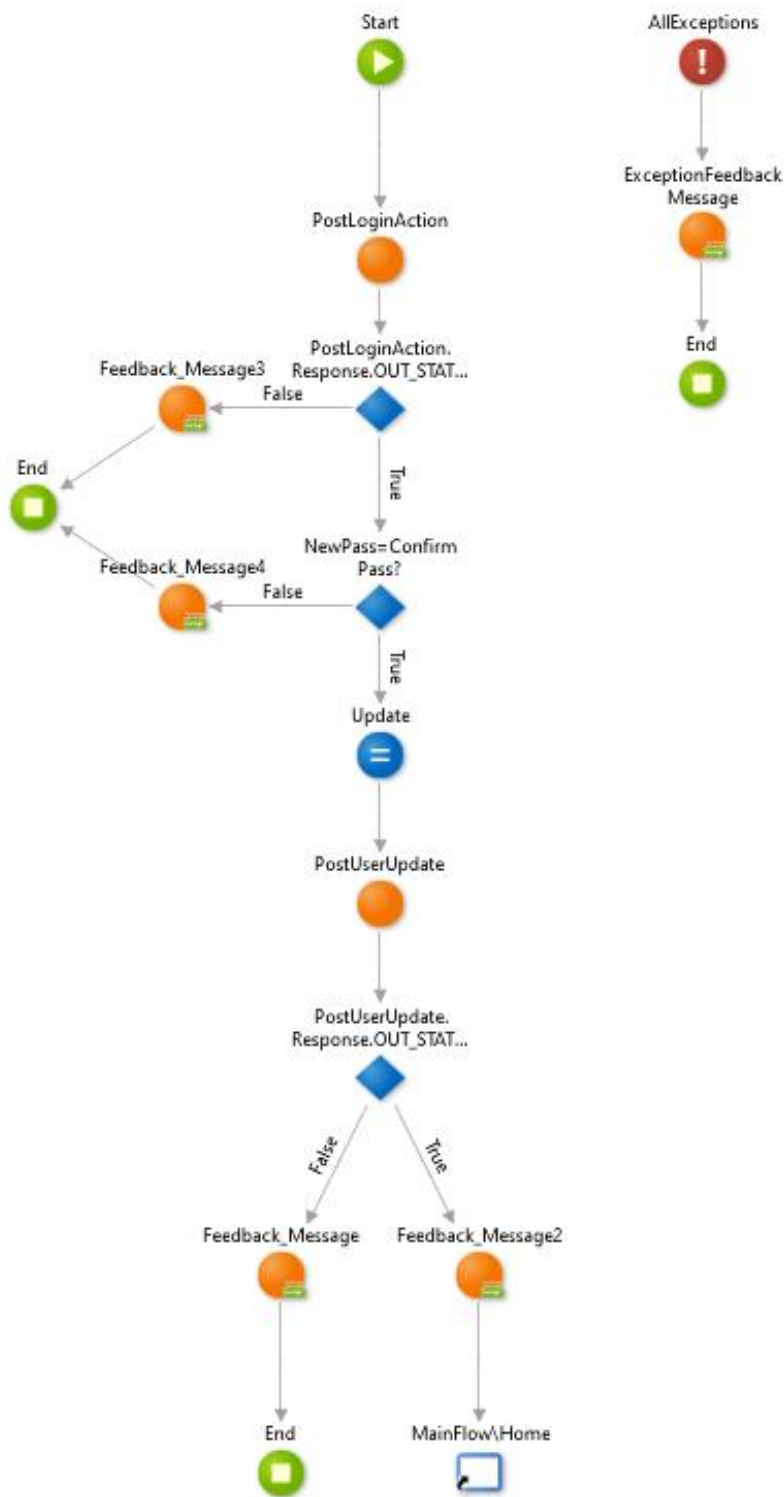 Start
AllExceptions
ExceptionFeedback
Message
PostLoginAction
End
PostLoginAction.
Response.OUT_STAT...
Feedback_Message3
False
True
End
NewPass=Confirm
Pass?
Feedback_Message4
False
True
Update
PostUserUpdate
PostUserUpdate.
Response.OUT_STAT...
False
True
Feedback_Message
Feedback_Message2
End
MainFlow\Home